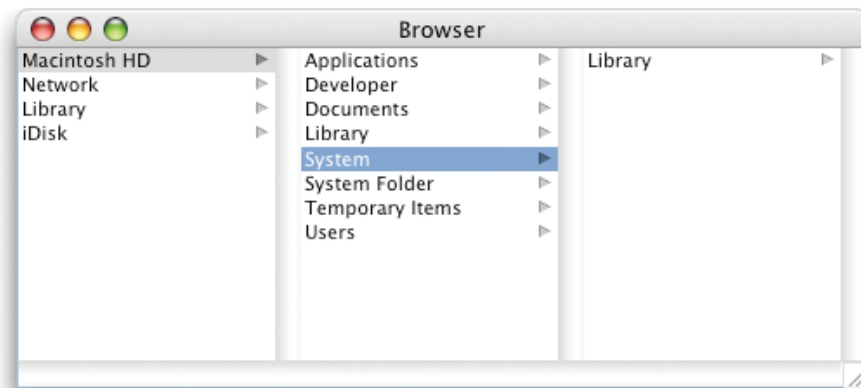 Browser
Macintosh HD
Network
Library
iDisk
Applications
Developer
Documents
Library
System
System Folder
Temporary Items
Users
Library